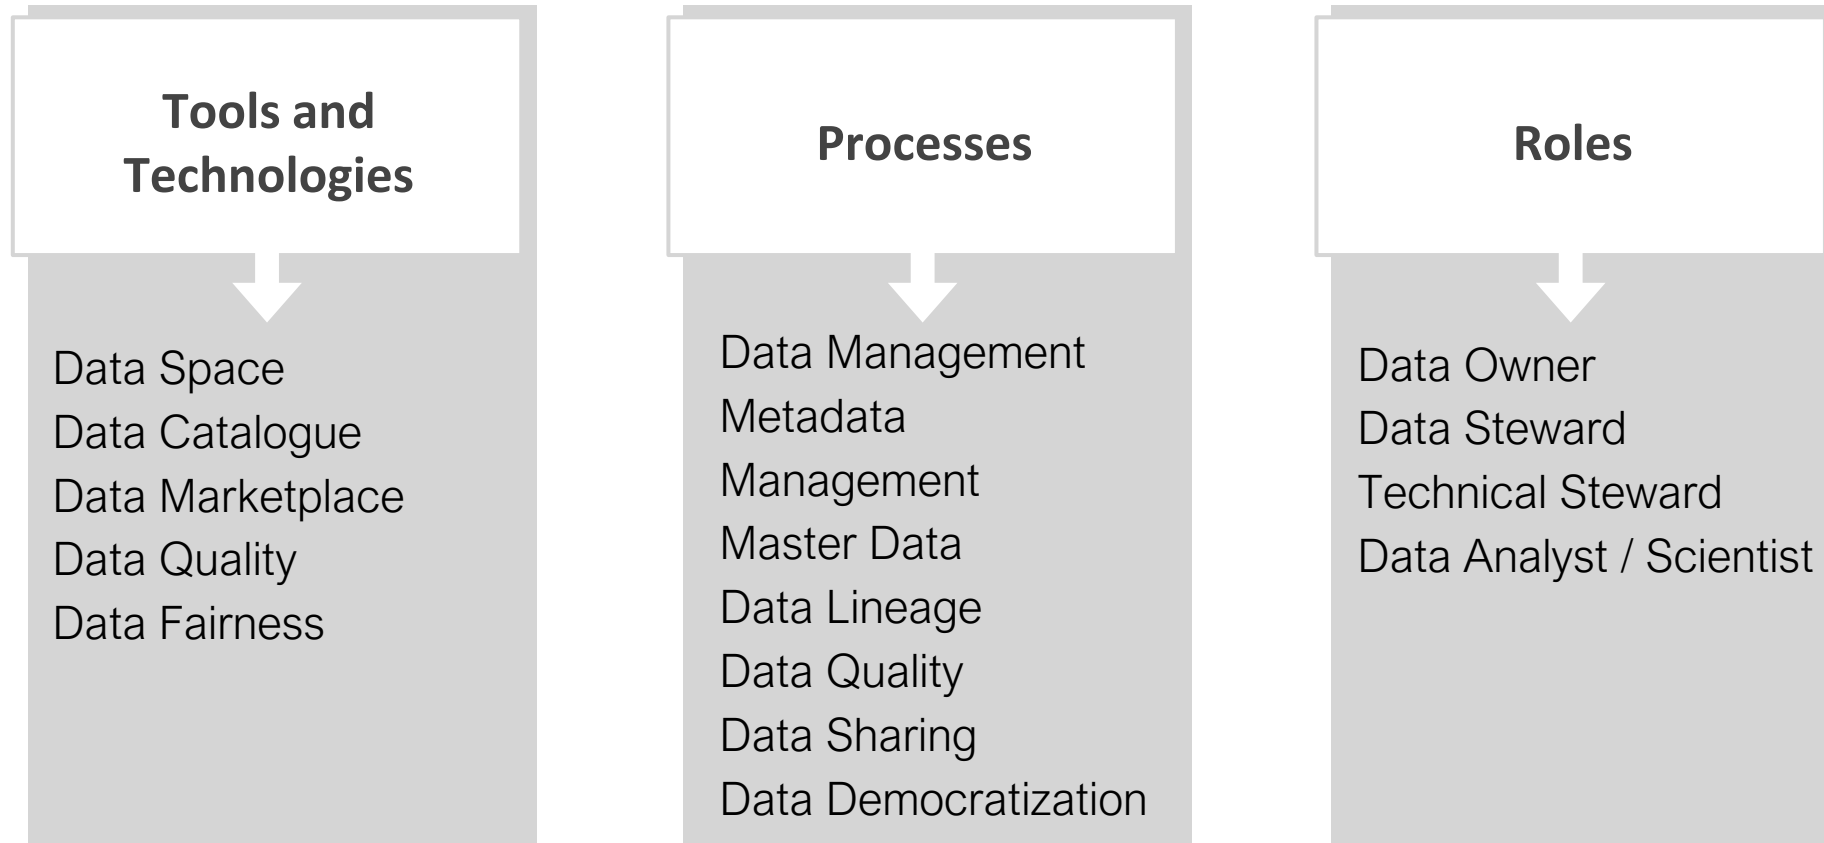 Tools and
Technologies
Data Space
Data Catalogue
Data Marketplace
Data Quality
Data Fairness
Processes
Data Management
Metadata
Management
Master Data
Data Lineage
Data Quality
Data Sharing
Data Democratization
Roles
Data Owner
Data Steward
Technical Steward
Data Analyst / Scientist